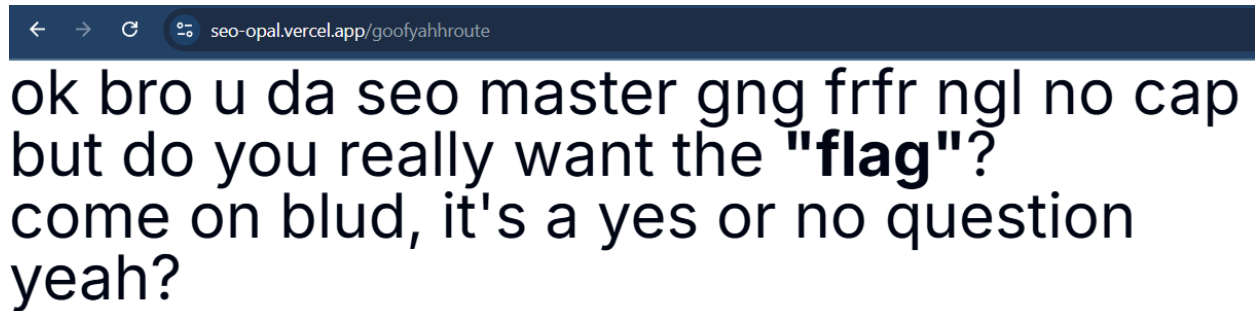 seo-opal.vercel.app/goofyahhroute
ok bro u da seo master gng frfr ngl no cap
but do you really want the "flag"?
come on blud, it's a yes or no question
yeah?